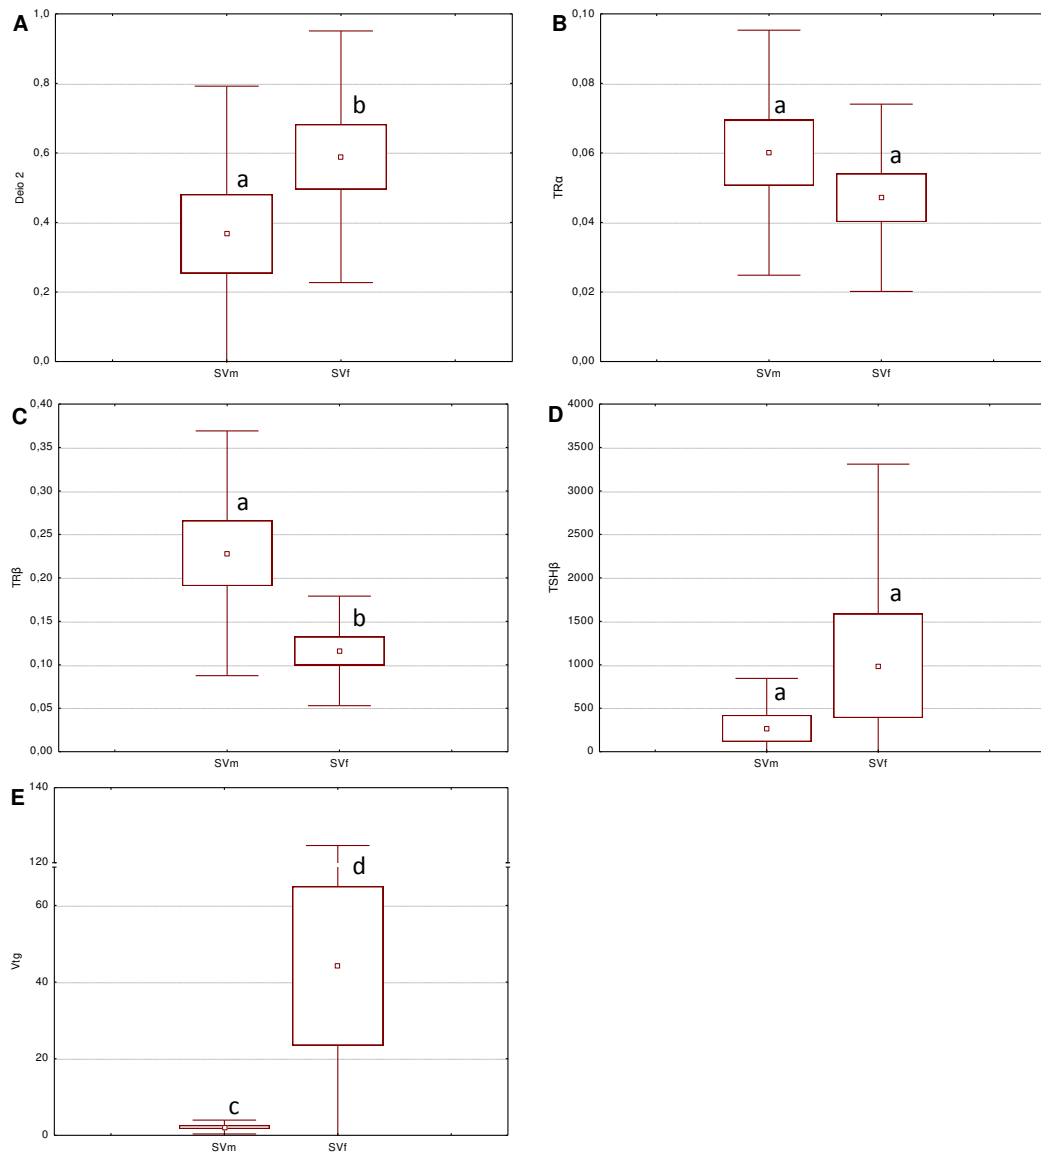 A
1,0
0,8
0,6
0,4
0,2
0,0
Deio 2
a
b
SVm
SVf
B
0,10
0,08
0,06
0,04
0,02
0,00
TRα
a
a
SVm
SVf
C
0,40
0,35
0,30
0,25
0,20
0,15
0,10
0,05
0,00
TRβ
a
b
SVm
SVf
D
4000
3500
3000
2500
2000
1500
1000
500
0
TSHβ
a
a
SVm
SVf
E
140
120
60
40
20
0
Vtg
c
d
SVm
SVf